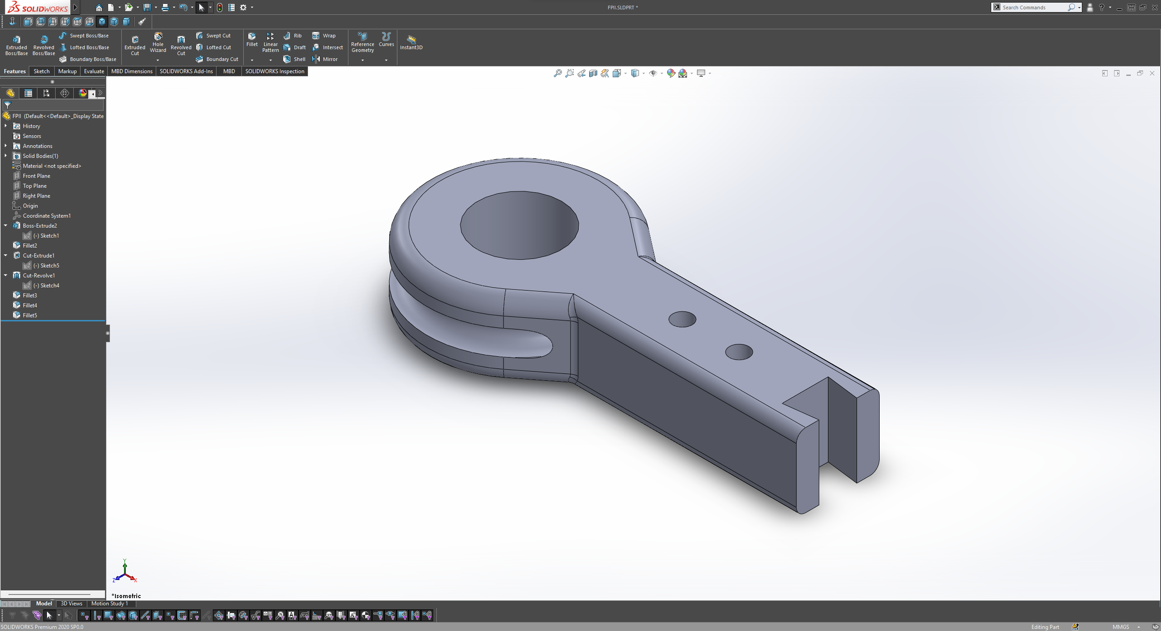 SOLIDWORKS
FPII.SLDPRT *
Search Commands
Extruded Boss/Base
Revolved Boss/Base
Swept Boss/Base
Lofted Boss/Base
Boundary Boss/Base
Extruded Cut
Hole Wizard
Revolved Cut
Swept Cut
Lofted Cut
Boundary Cut
Fillet
Linear Pattern
Rib
Draft
Shell
Wrap
Intersect
Mirror
Reference Geometry
Curves
Instant3D
Features
Sketch
Markup
Evaluate
MBD Dimensions
SOLIDWORKS Add-Ins
MBD
SOLIDWORKS Inspection
(Default<<Default>_Display State
History
Sensors
Annotations
Solid Bodies(1)
Material <not specified>
Front Plane
Top Plane
Right Plane
Origin
Coordinate System1
Boss-Extrude2
(-) Sketch1
Fillet2
Cut-Extrude1
(-) Sketch5
Cut-Revolve1
(-) Sketch4
Fillet3
Fillet4
Fillet5
*Isometric
Model
3D Views
Motion Study 1
SOLIDWORKS Premium 2020 SP0.0
Editing Part
MMGS